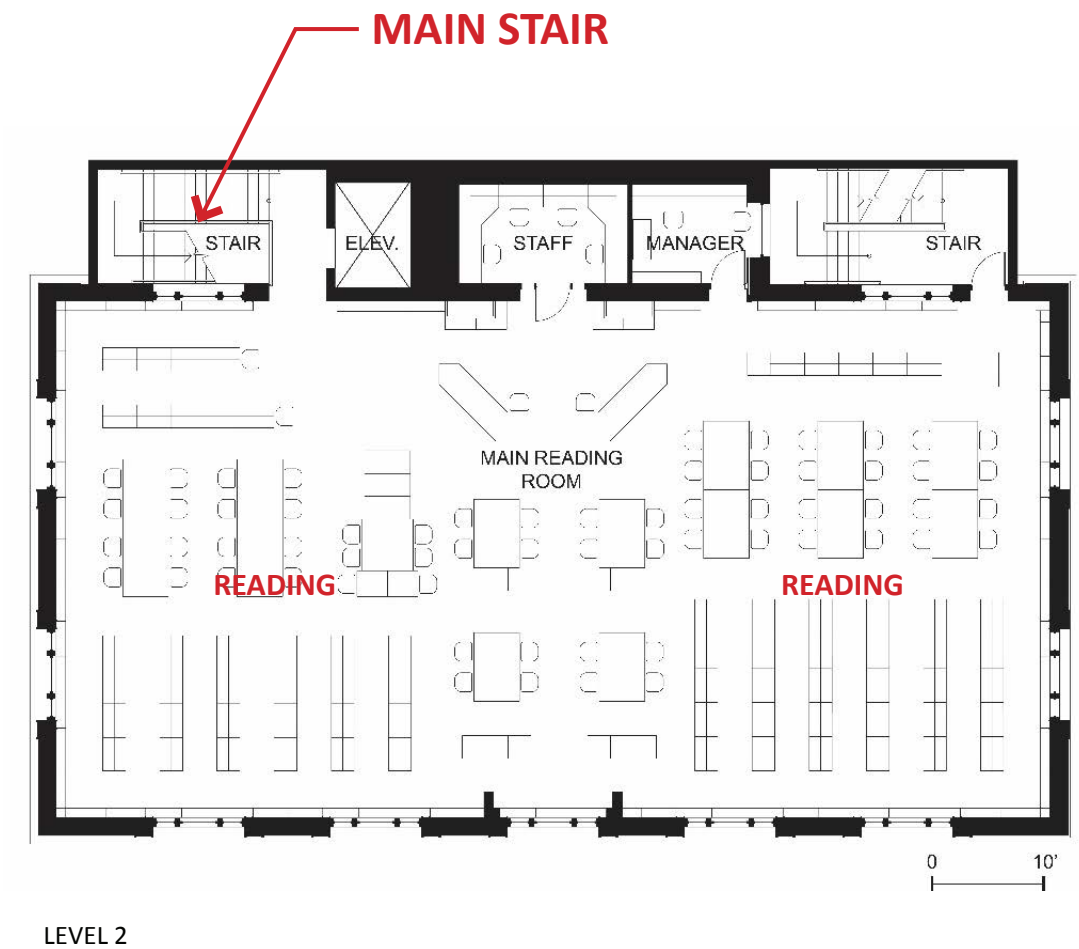 MAIN STAIR
STAIR
ELEV.
STAFF
MANAGER
STAIR
MAIN READING
ROOM
READING
READING
0 10'
LEVEL 2